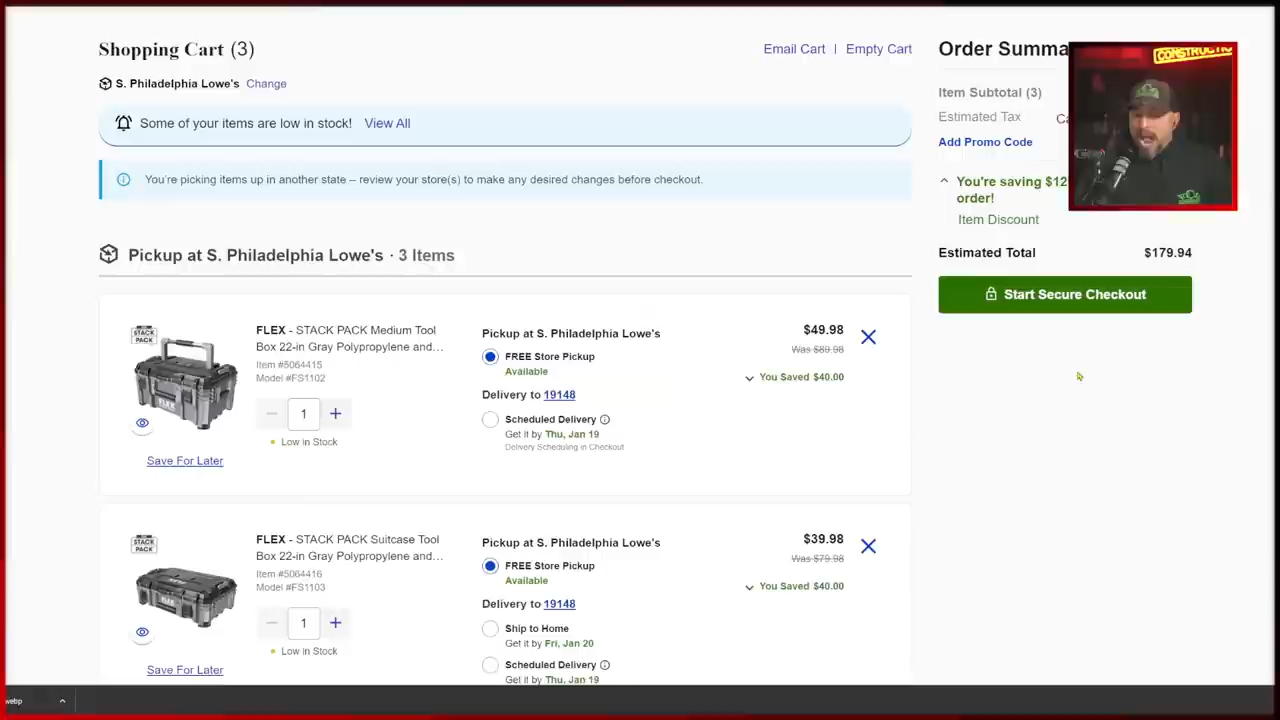 Shopping Cart (3)
Email Cart | Empty Cart
S. Philadelphia Lowe's Change
Some of your items are low in stock! View All
You're picking items up in another state – review your store(s) to make any desired changes before checkout.
Pickup at S. Philadelphia Lowe's · 3 Items
STACK
PACK
FLEX - STACK PACK Medium Tool
Box 22-in Gray Polypropylene and…
Item #5064415
Model #FS1102
1
Low in Stock
Save For Later
Pickup at S. Philadelphia Lowe's
FREE Store Pickup
Available
Delivery to 19148
Scheduled Delivery
Get it by Thu, Jan 19
Delivery Scheduling in Checkout
$49.98
Was $89.98
You Saved $40.00
STACK
PACK
FLEX
FLEX - STACK PACK Suitcase Tool
Box 22-in Gray Polypropylene and…
Item #5064416
Model #FS1103
1
Low in Stock
Save For Later
Pickup at S. Philadelphia Lowe's
FREE Store Pickup
Available
Delivery to 19148
Ship to Home
Get it by Fri, Jan 20
Scheduled Delivery
Get it by Thu, Jan 19
$39.98
Was $79.98
You Saved $40.00
Order Summa
Item Subtotal (3)
Estimated Tax Ca
Add Promo Code
You're saving $12
order!
Item Discount
Estimated Total $179.94
Start Secure Checkout
CONSTRUCTIO
webp